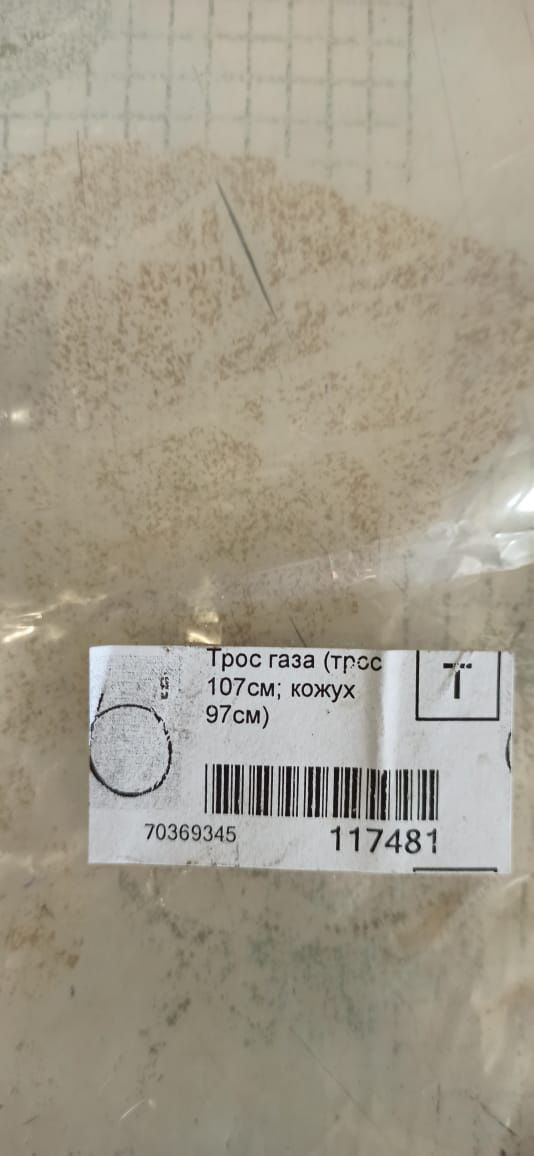 Трос газа (трос
107см; кожух
97см)
T
70369345
117481